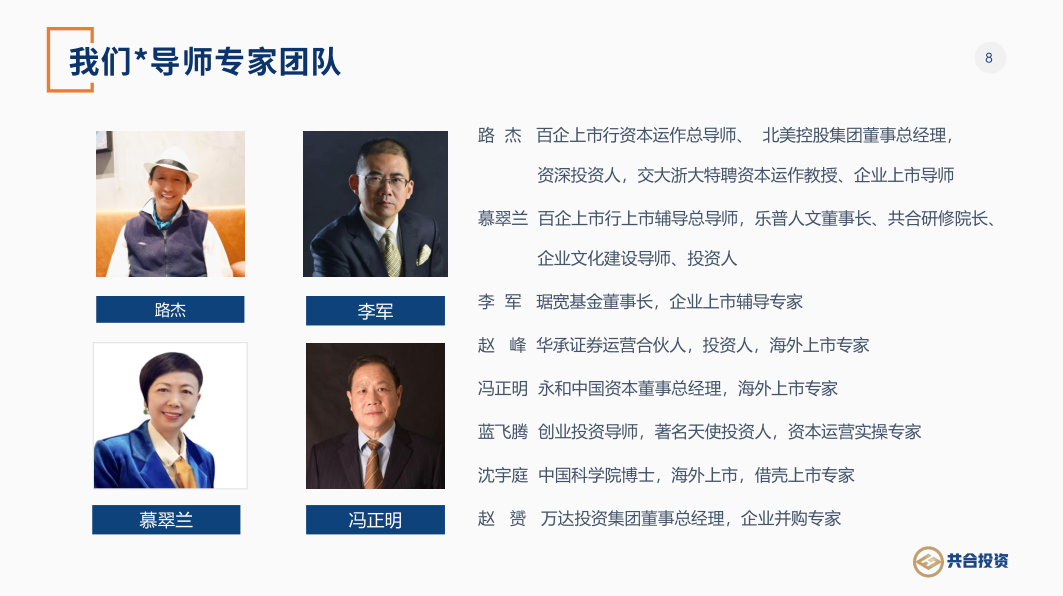 我们*导师专家团队
8
路 杰 百企上市行资本运作总导师、 北美控股集团董事总经理,
资深投资人, 交大浙大特聘资本运作教授、企业上市导师
慕翠兰 百企上市行上市辅导总导师, 乐普人文董事长、共合研修院长、
企业文化建设导师、投资人
李 军 琚宽基金董事长, 企业上市辅导专家
赵 峰 华承证券运营合伙人, 投资人, 海外上市专家
冯正明 永和中国资本董事总经理, 海外上市专家
蓝飞腾 创业投资导师, 著名天使投资人, 资本运营实操专家
沈宇庭 中国科学院博士, 海外上市, 借壳上市专家
赵 赟 万达投资集团董事总经理, 企业并购专家
路杰
李军
慕翠兰
冯正明
共合投资